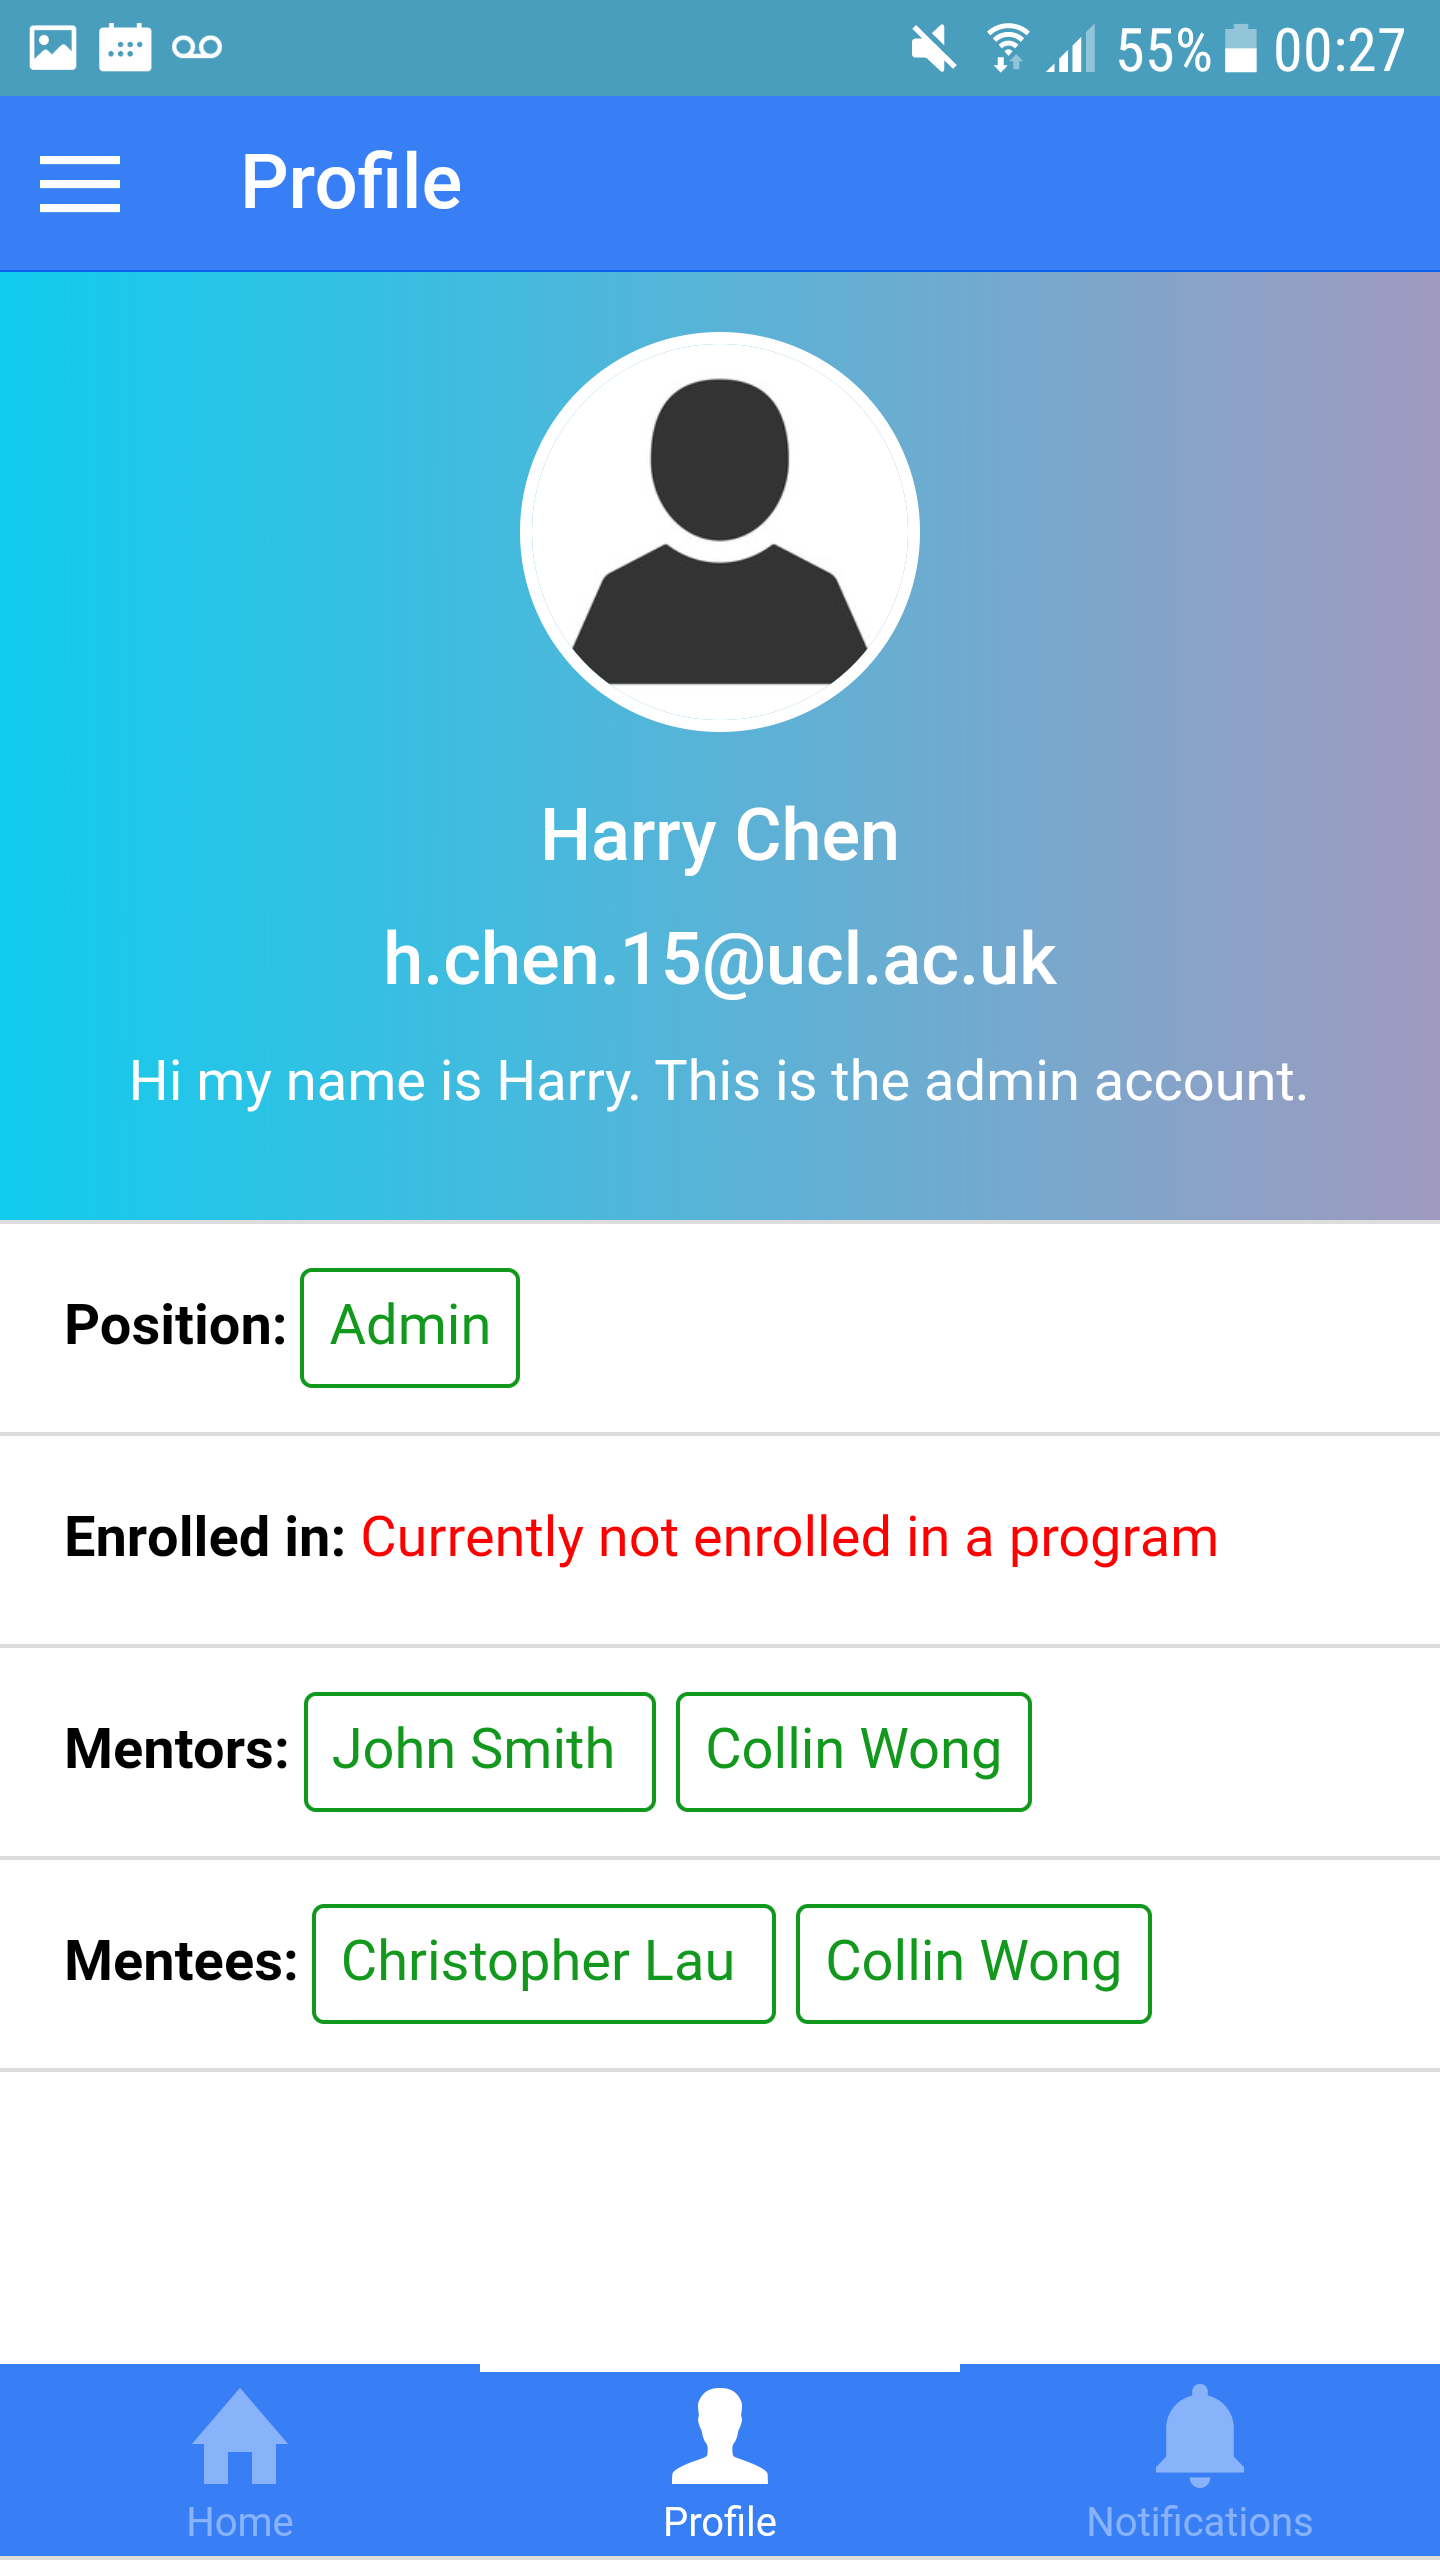 55% 00:27
Profile
Harry Chen
h.chen.15@ucl.ac.uk
Hi my name is Harry. This is the admin account.
Position: Admin
Enrolled in: Currently not enrolled in a program
Mentors: John Smith Collin Wong
Mentees: Christopher Lau Collin Wong
Home Profile Notifications